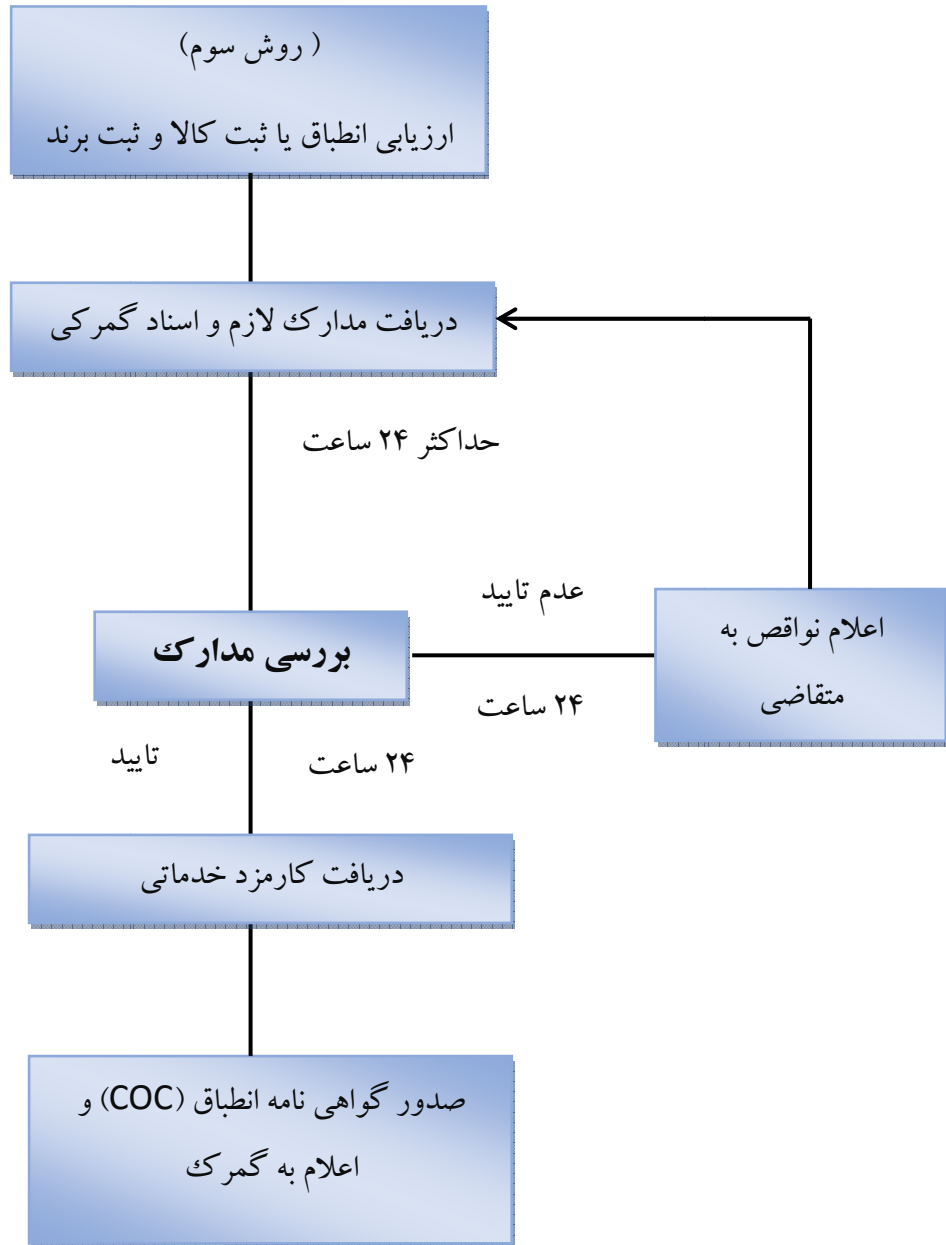 ( روش سوم)
ارزیابی انطباق یا ثبت کالا و ثبت برند
دریافت مدارک لازم و اسناد گمرکی
حداکثر ۲۴ ساعت
عدم تایید
اعلام نواقص به
متقاضی
بررسی مدارک
۲۴ ساعت
تایید
۲۴ ساعت
دریافت کارمزد خدماتی
صدور گواهی نامه انطباق (COC) و
اعلام به گمرک